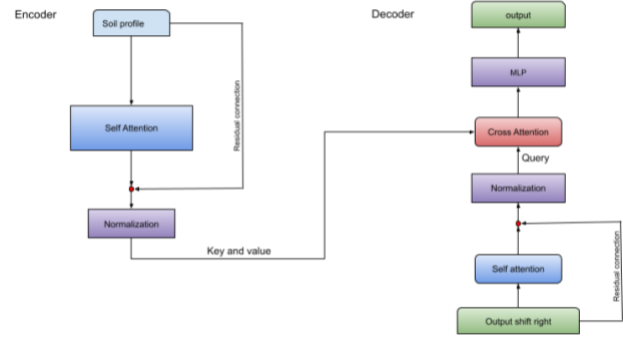 Encoder
Soil profile
Self Attention
Residual connection
Normalization
Key and value
Decoder
output
MLP
Cross Attention
Query
Normalization
Self attention
Residual connection
Output shift right